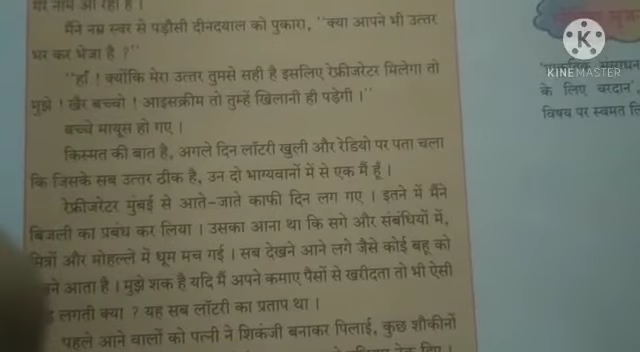 मेरे नाम आ रहा है ।
मैंने नम्र स्वर से पड़ौसी दीनदयाल को पुकारा, ''क्या आपने भी उत्तर
भर कर भेजा है ?''
''हाँ ! क्योंकि मेरा उत्तर तुमसे सही है इसलिए रेफ्रीजरेटर मिलेगा तो
मुझे ! खैर बच्चो ! आइसक्रीम तो तुम्हें खिलानी ही पड़ेगी ।''
बच्चे मायूस हो गए ।
किस्मत की बात है, अगले दिन लॉटरी खुली और रेडियो पर पता चला
कि जिसके सब उत्तर ठीक है, उन दो भाग्यवानों में से एक मैं हूँ ।
रेफ्रीजरेटर मुंबई से आते-जाते काफी दिन लग गए । इतने में मैंने
बिजली का प्रबंध कर लिया । उसका आना था कि सगे और संबंधियों में,
मित्रों और मोहल्ले में धूम मच गई । सब देखने आने लगे जैसे कोई बहू को
आता है । मुझे शक है यदि मैं अपने कमाए पैसों से खरीदता तो भी ऐसी
लगती क्या ? यह सब लॉटरी का प्रताप था ।
पहले आने वालों को पत्नी ने शिकंजी बनाकर पिलाई, कुछ शौकीनों
KINEMASTER
के लिए वरदान',
विषय पर स्वमत